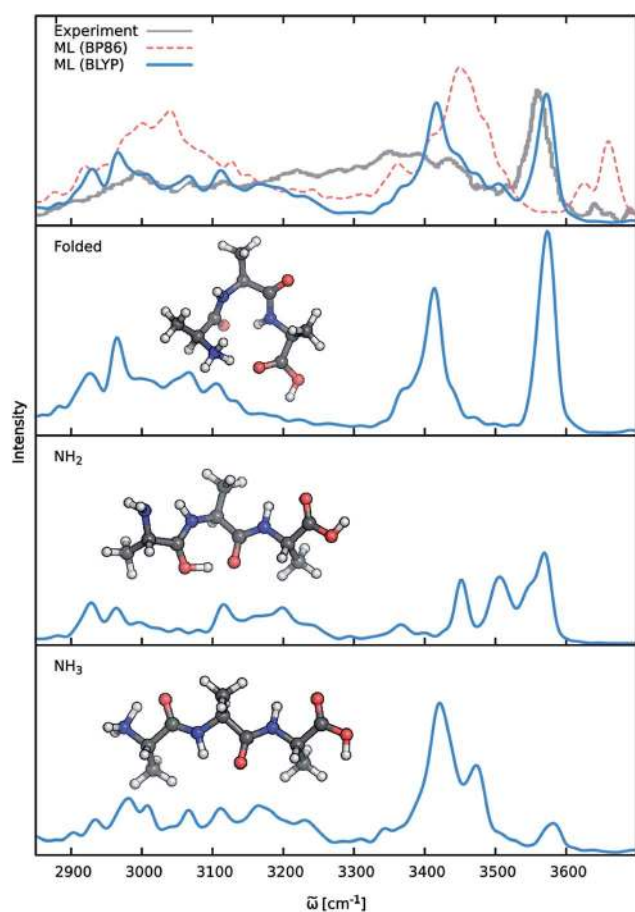 Experiment
ML (BP86)
ML (BLYP)
Folded
NH₂
NH₃
Intensity
2900 3000 3100 3200 3300 3400 3500 3600
ω̃ [cm⁻¹]